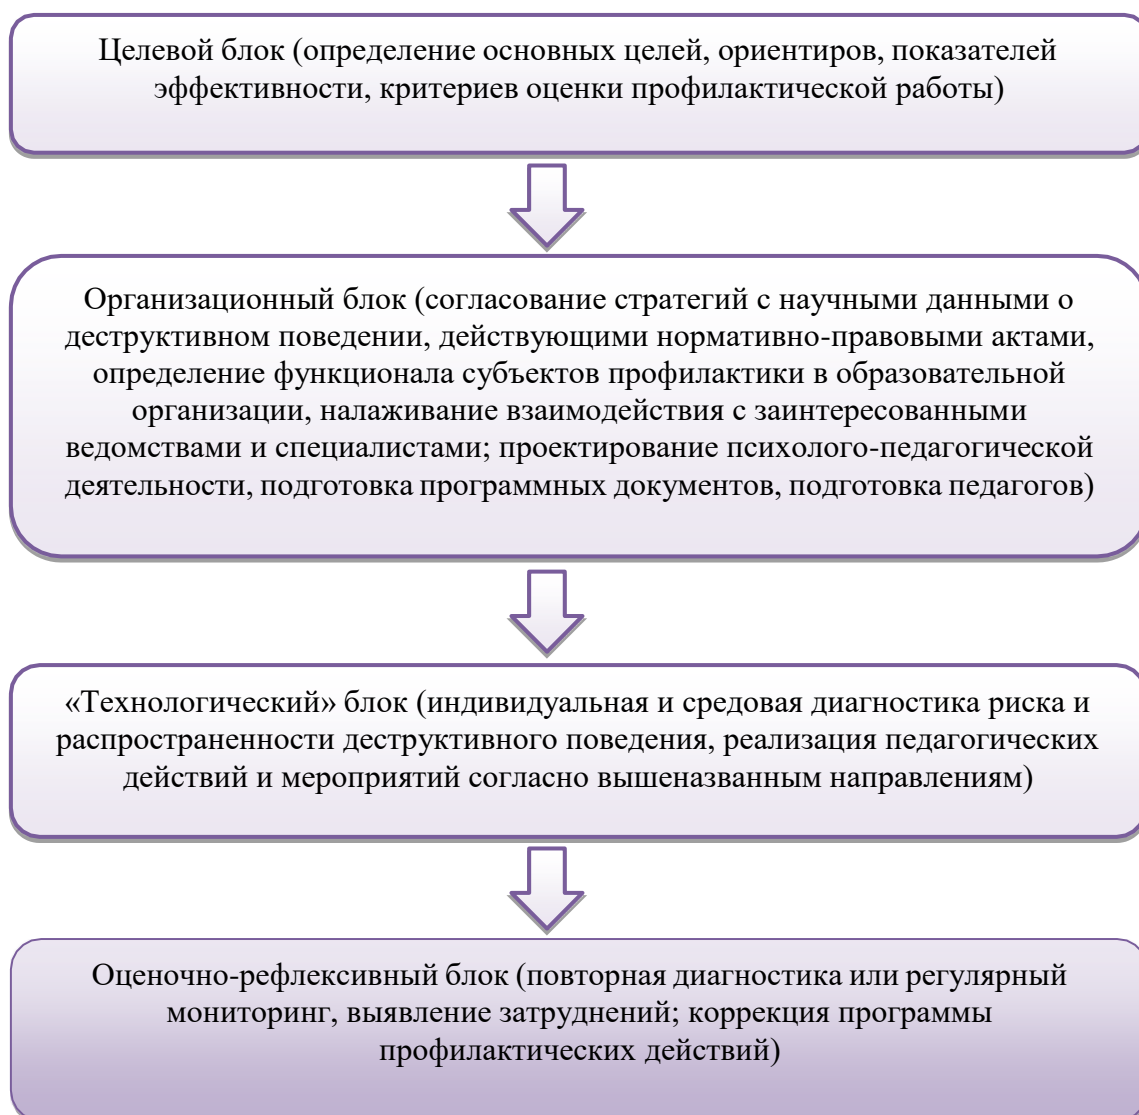 Целевой блок (определение основных целей, ориентиров, показателей
эффективности, критериев оценки профилактической работы)
Организационный блок (согласование стратегий с научными данными о
деструктивном поведении, действующими нормативно-правовыми актами,
определение функционала субъектов профилактики в образовательной
организации, налаживание взаимодействия с заинтересованными
ведомствами и специалистами; проектирование психолого-педагогической
деятельности, подготовка программных документов, подготовка педагогов)
«Технологический» блок (индивидуальная и средовая диагностика риска и
распространенности деструктивного поведения, реализация педагогических
действий и мероприятий согласно вышеназванным направлениям)
Оценочно-рефлексивный блок (повторная диагностика или регулярный
мониторинг, выявление затруднений; коррекция программы
профилактических действий)